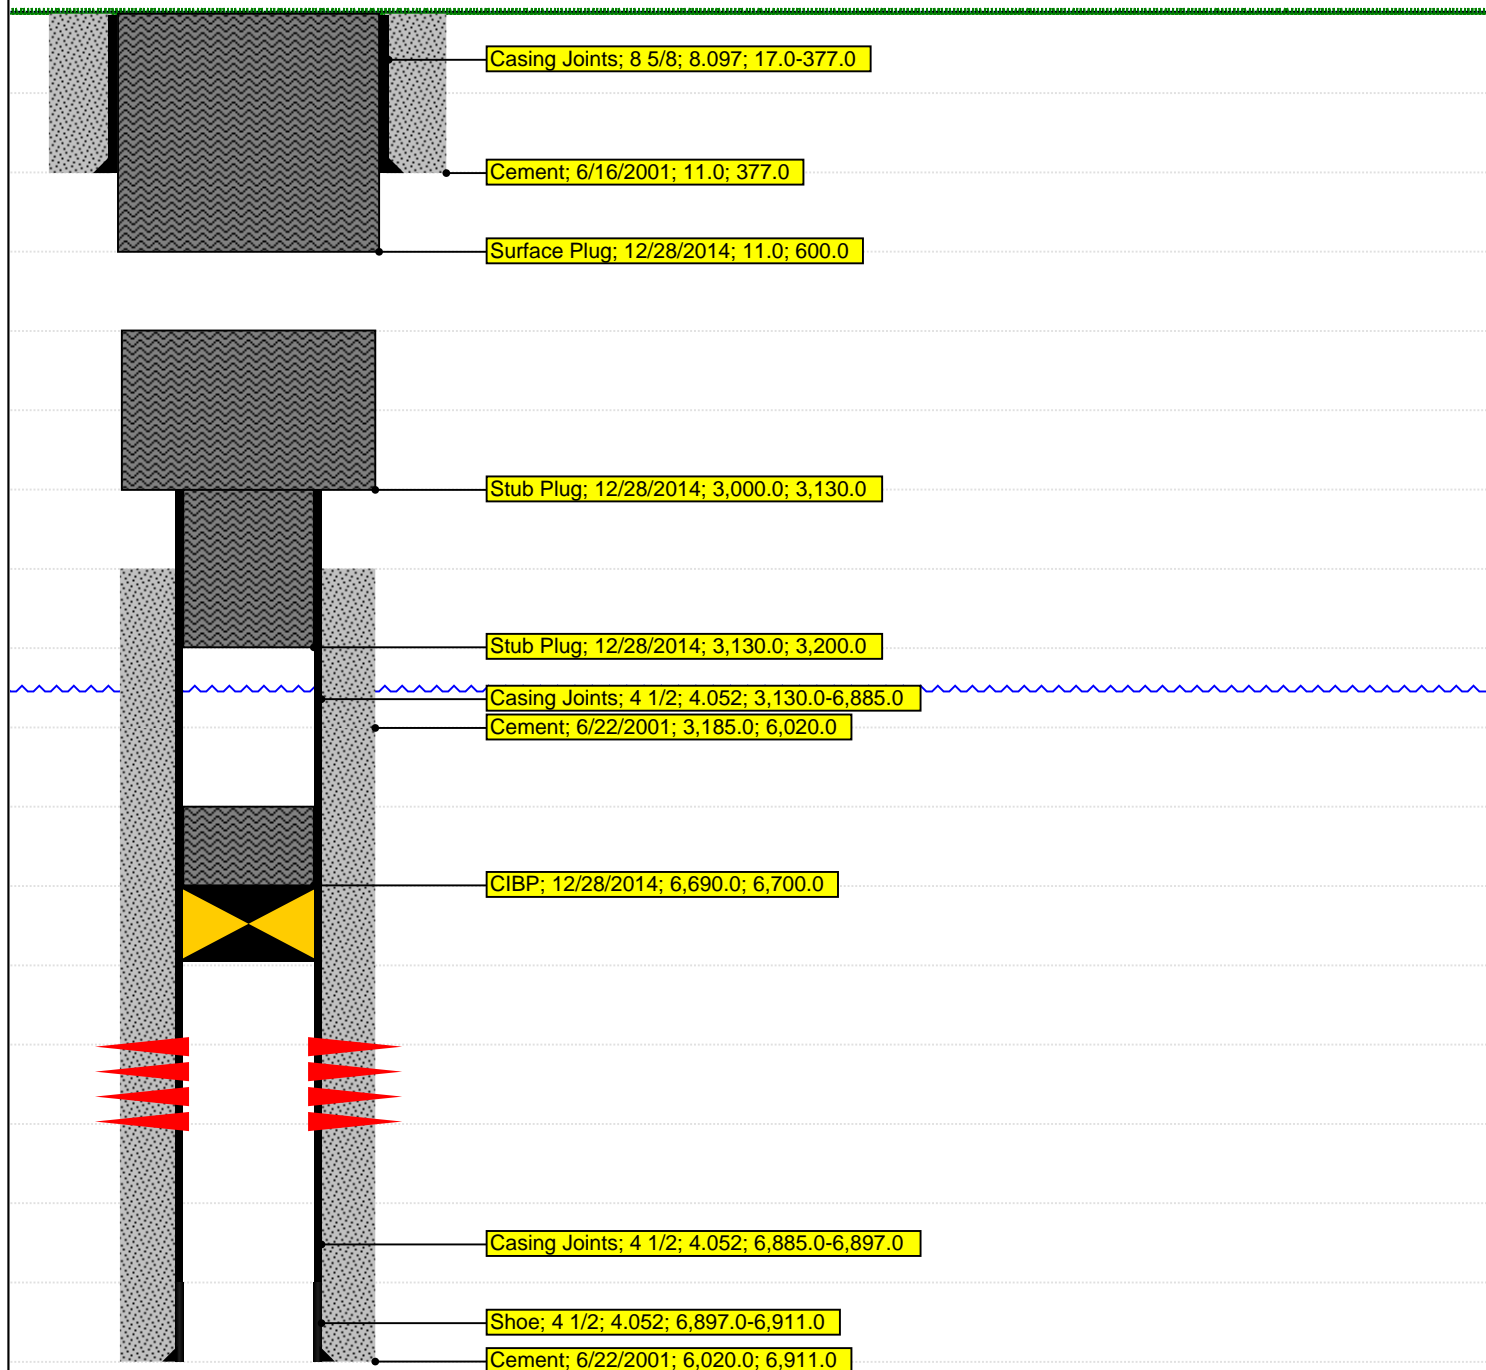 Casing Joints; 8 5/8; 8.097; 17.0-377.0
Cement; 6/16/2001; 11.0; 377.0
Surface Plug; 12/28/2014; 11.0; 600.0
Stub Plug; 12/28/2014; 3,000.0; 3,130.0
Stub Plug; 12/28/2014; 3,130.0; 3,200.0
Casing Joints; 4 1/2; 4.052; 3,130.0-6,885.0
Cement; 6/22/2001; 3,185.0; 6,020.0
CIBP; 12/28/2014; 6,690.0; 6,700.0
Casing Joints; 4 1/2; 4.052; 6,885.0-6,897.0
Shoe; 4 1/2; 4.052; 6,897.0-6,911.0
Cement; 6/22/2001; 6,020.0; 6,911.0